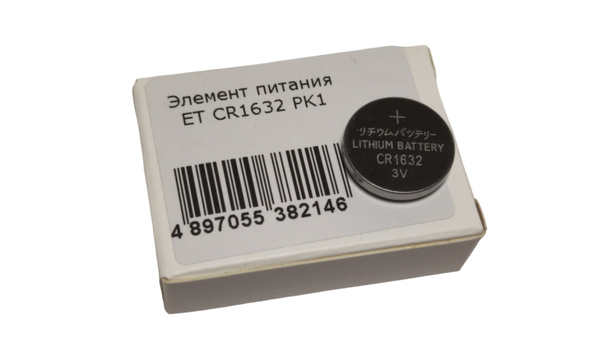 Элемент питания
ET CR1632 PK1
4 897055 382146
+
リチウムバッテリー
LITHIUM BATTERY
CR1632
3V